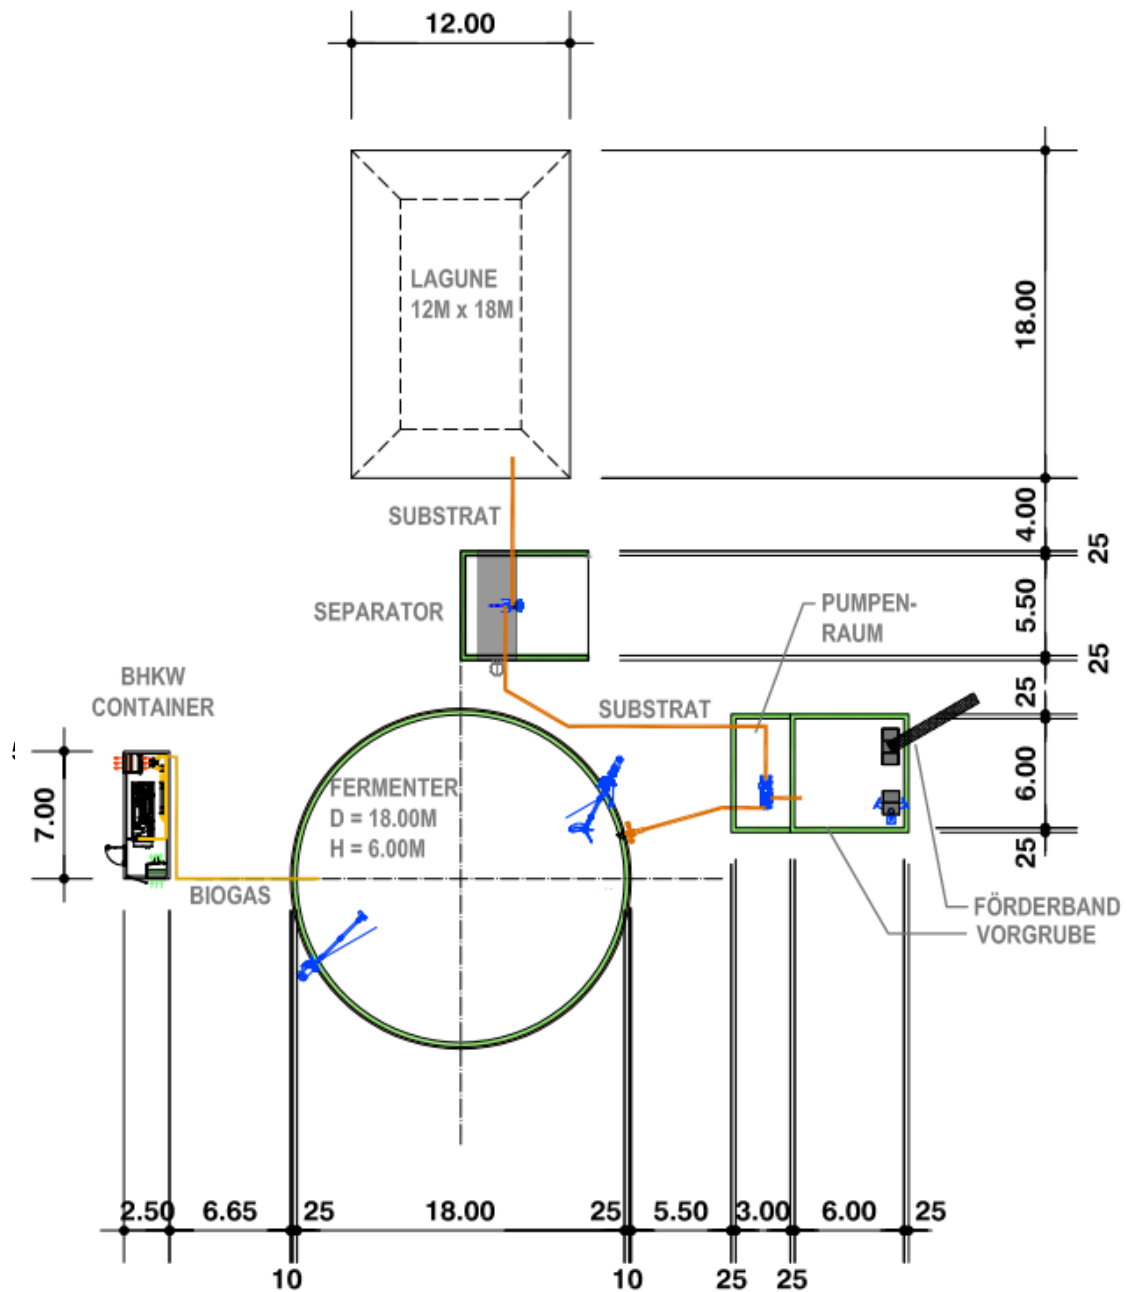 12.00
LAGUNE
12M x 18M
18.00
SUBSTRAT
4.00
25
SEPARATOR
5.50
PUMPEN-
RAUM
25
BHKW
CONTAINER
SUBSTRAT
25
FERMENTER
D = 18.00M
H = 6.00M
7.00
6.00
25
BIOGAS
FÖRDERBAND
VORGRUBE
2.50 6.65 25 18.00 25 5.50 3.00 6.00 25
10 10 25 25